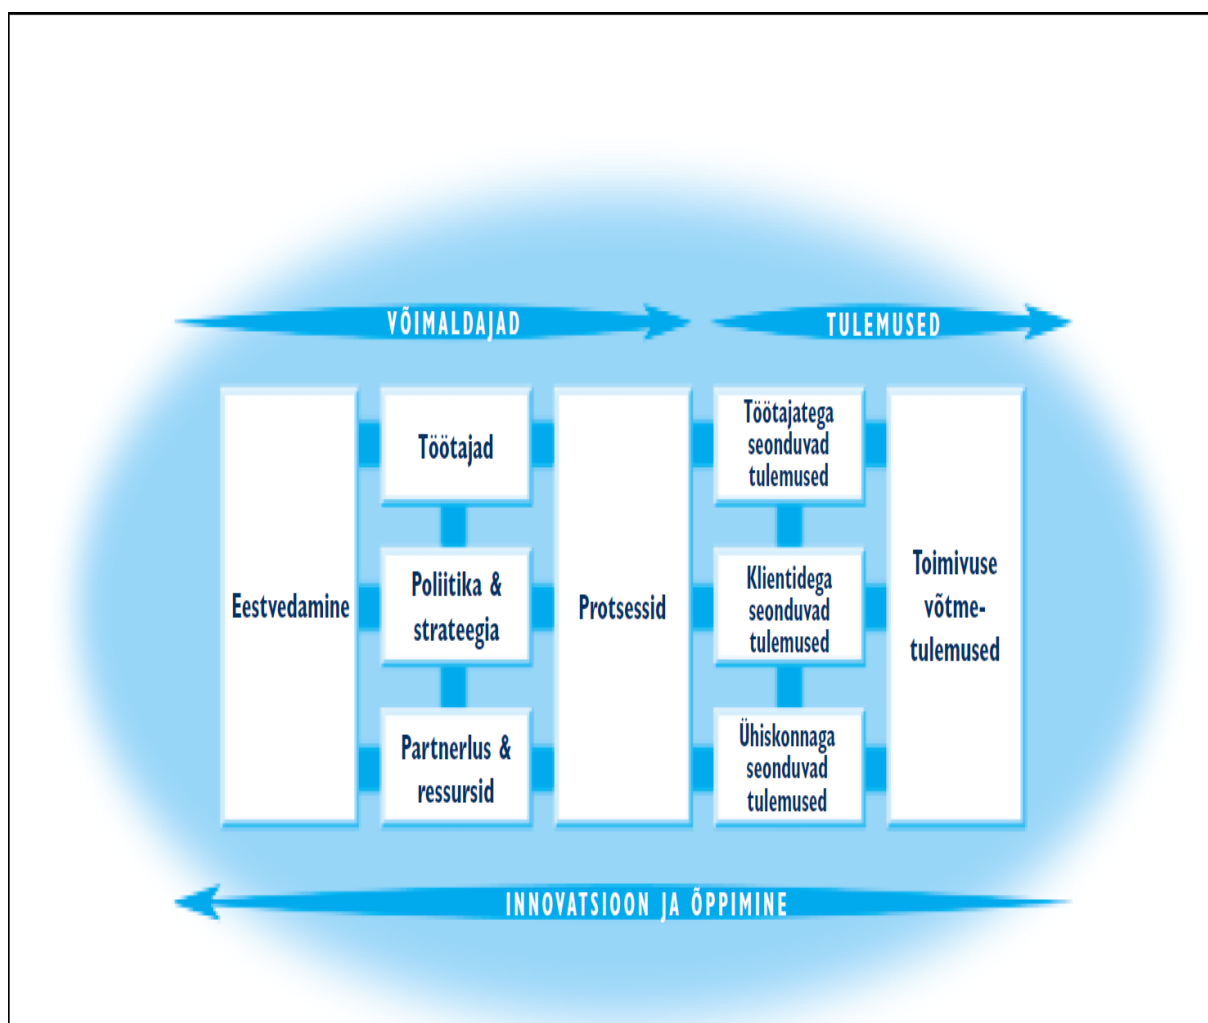 VÕIMALDAJAD
TULEMUSED
Eestvedamine
Töötajad
Poliitika &
strateegia
Partnerlus &
ressursid
Protsessid
Töötajatega
seonduvad
tulemused
Klientidega
seonduvad
tulemused
Ühiskonnaga
seonduvad
tulemused
Toimivuse
võtme-
tulemused
INNOVATSIOON JA ÕPPIMINE